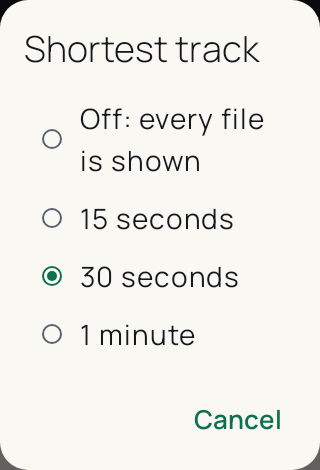 Shortest track
Off: every file
is shown
15 seconds
30 seconds
1 minute
Cancel